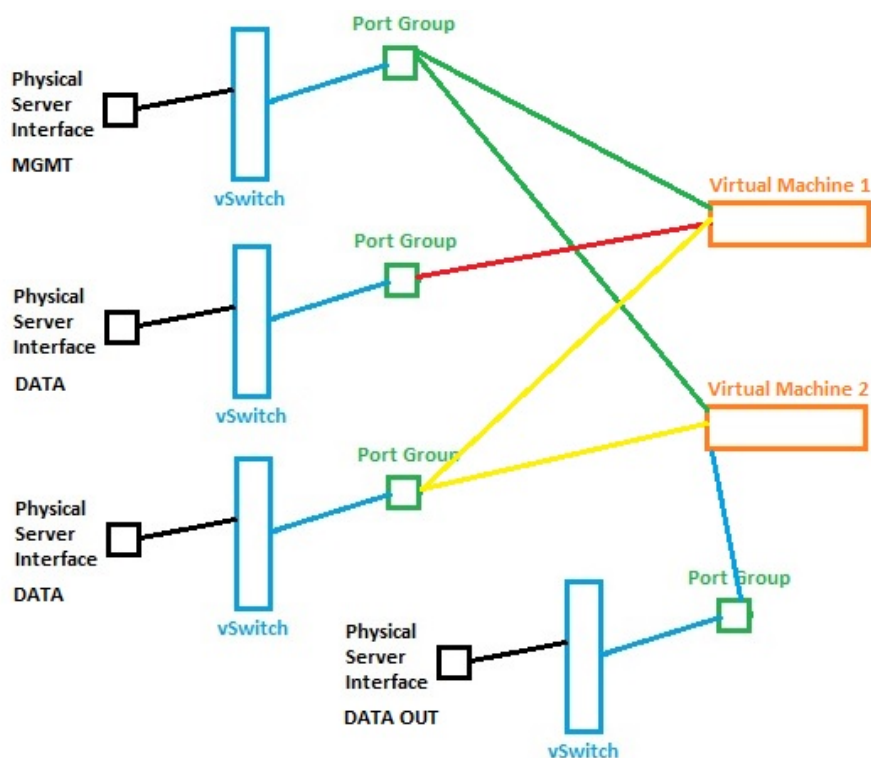 Port Group
Physical
Server
Interface
MGMT
vSwitch
Virtual Machine 1
Port Group
Physical
Server
Interface
DATA
vSwitch
Virtual Machine 2
Port Group
Physical
Server
Interface
DATA
vSwitch
Port Group
Physical
Server
Interface
DATA OUT
vSwitch